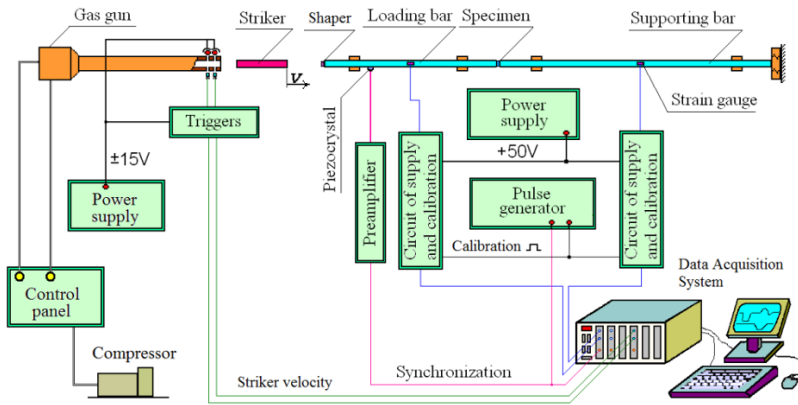 Gas gun
Striker
Shaper
Loading bar
Specimen
Supporting bar
V
Strain gauge
Triggers
±15V
Power
supply
Piezocrystal
Preamplifier
Circuit of supply
and calibration
Power
supply
+50V
Pulse
generator
Calibration
Circuit of supply
and calibration
Control
panel
Compressor
Data Acquisition
System
Synchronization
Striker velocity